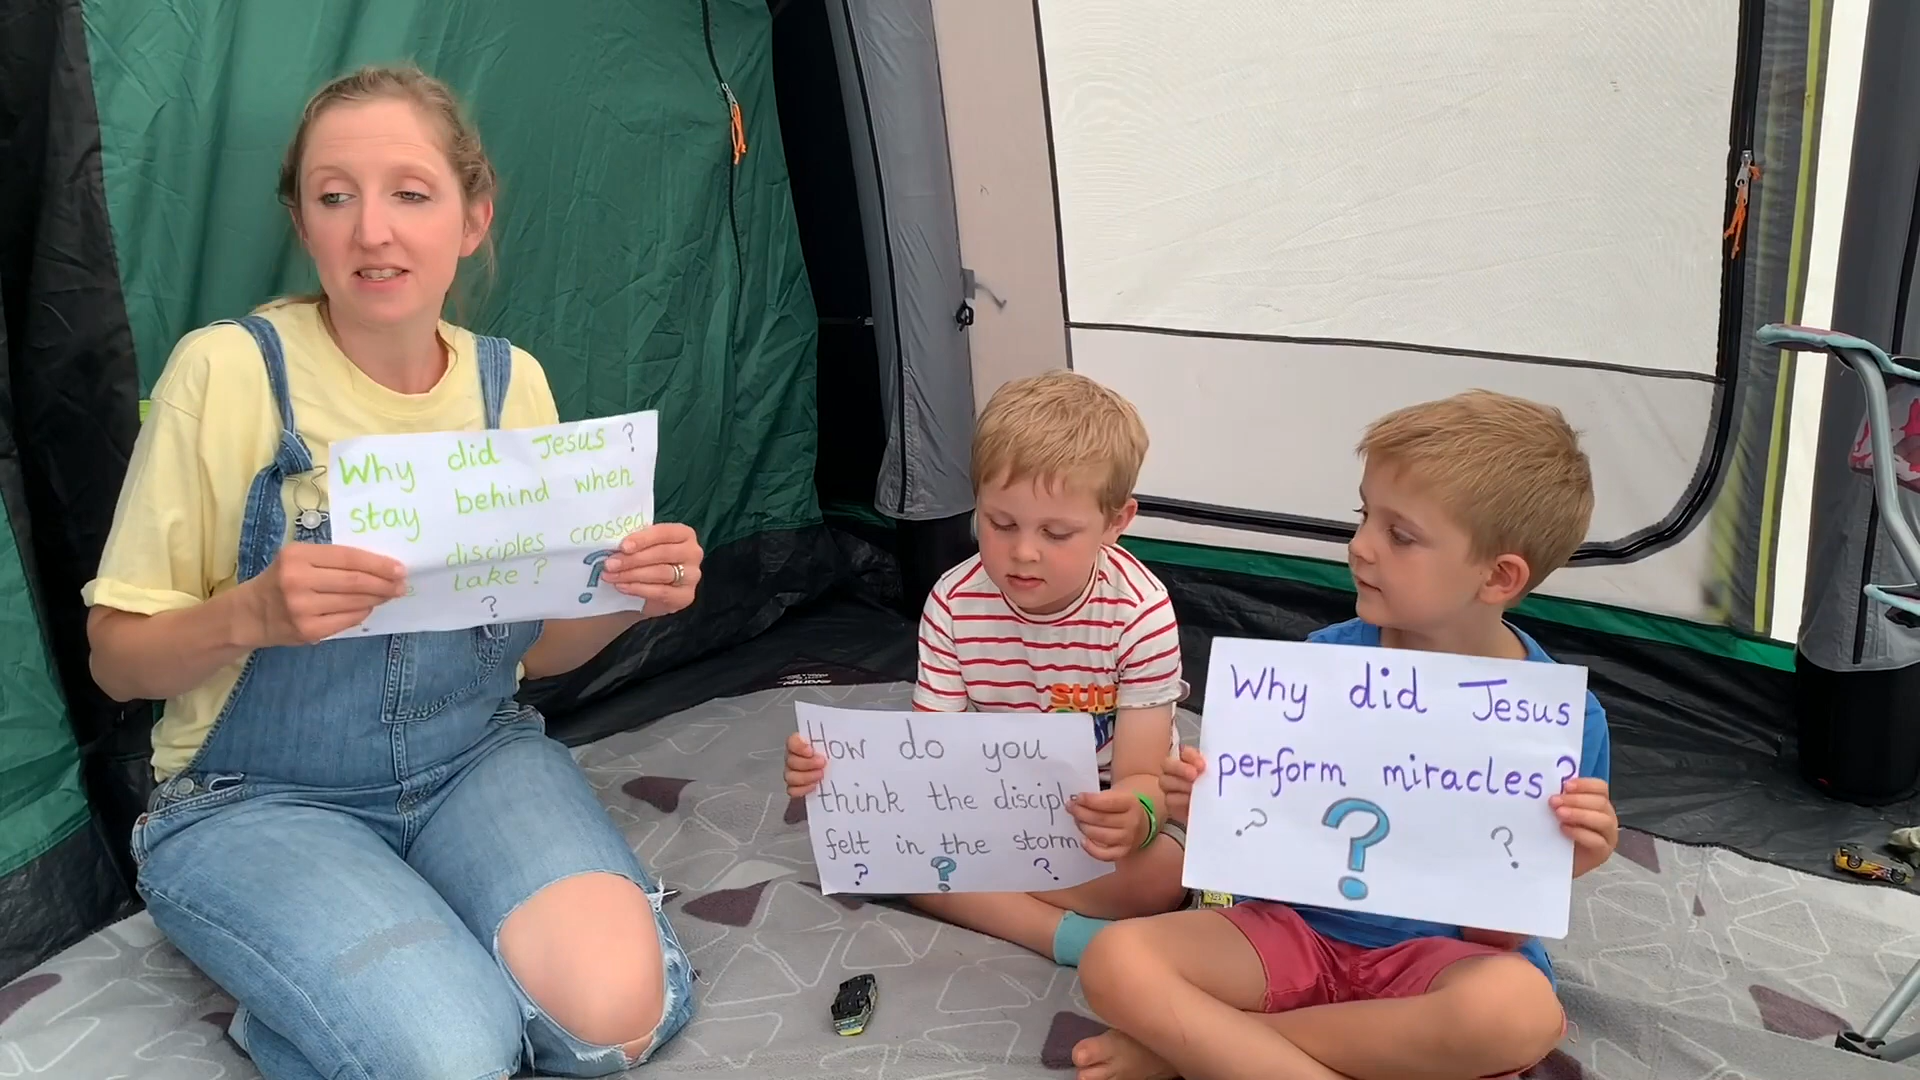 Why did Jesus ?
stay behind when
disciples crossed
lake ? ?
?
How do you
think the
felt in the storm
? ? ?
Why did Jesus
perform miracles ?
? ? ?
sun